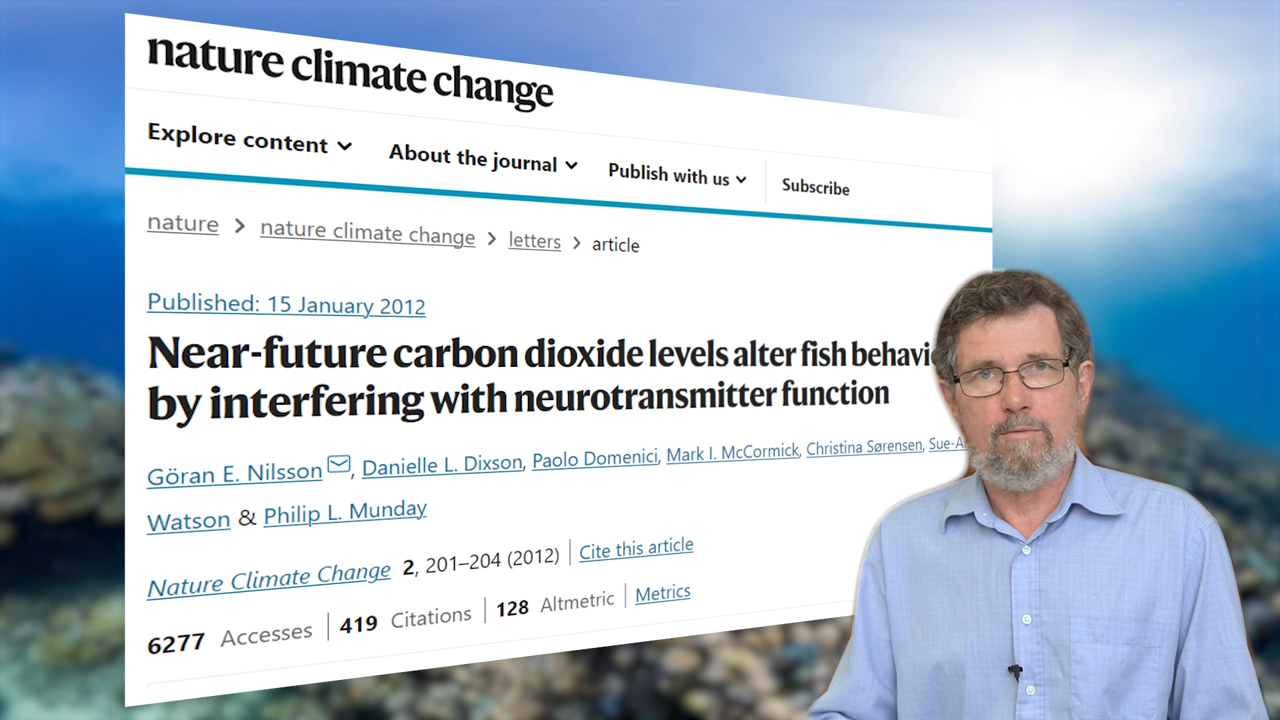 nature climate change
Explore content About the journal Publish with us Subscribe
nature > nature climate change > letters > article
Published: 15 January 2012
Near-future carbon dioxide levels alter fish behavi
by interfering with neurotransmitter function
Göran E. Nilsson, Danielle L. Dixson, Paolo Domenici, Mark I. McCormick, Christina Sørensen, Sue-A
Watson & Philip L. Munday
Nature Climate Change 2, 201–204 (2012) Cite this article
6277 Accesses 419 Citations 128 Altmetric Metrics